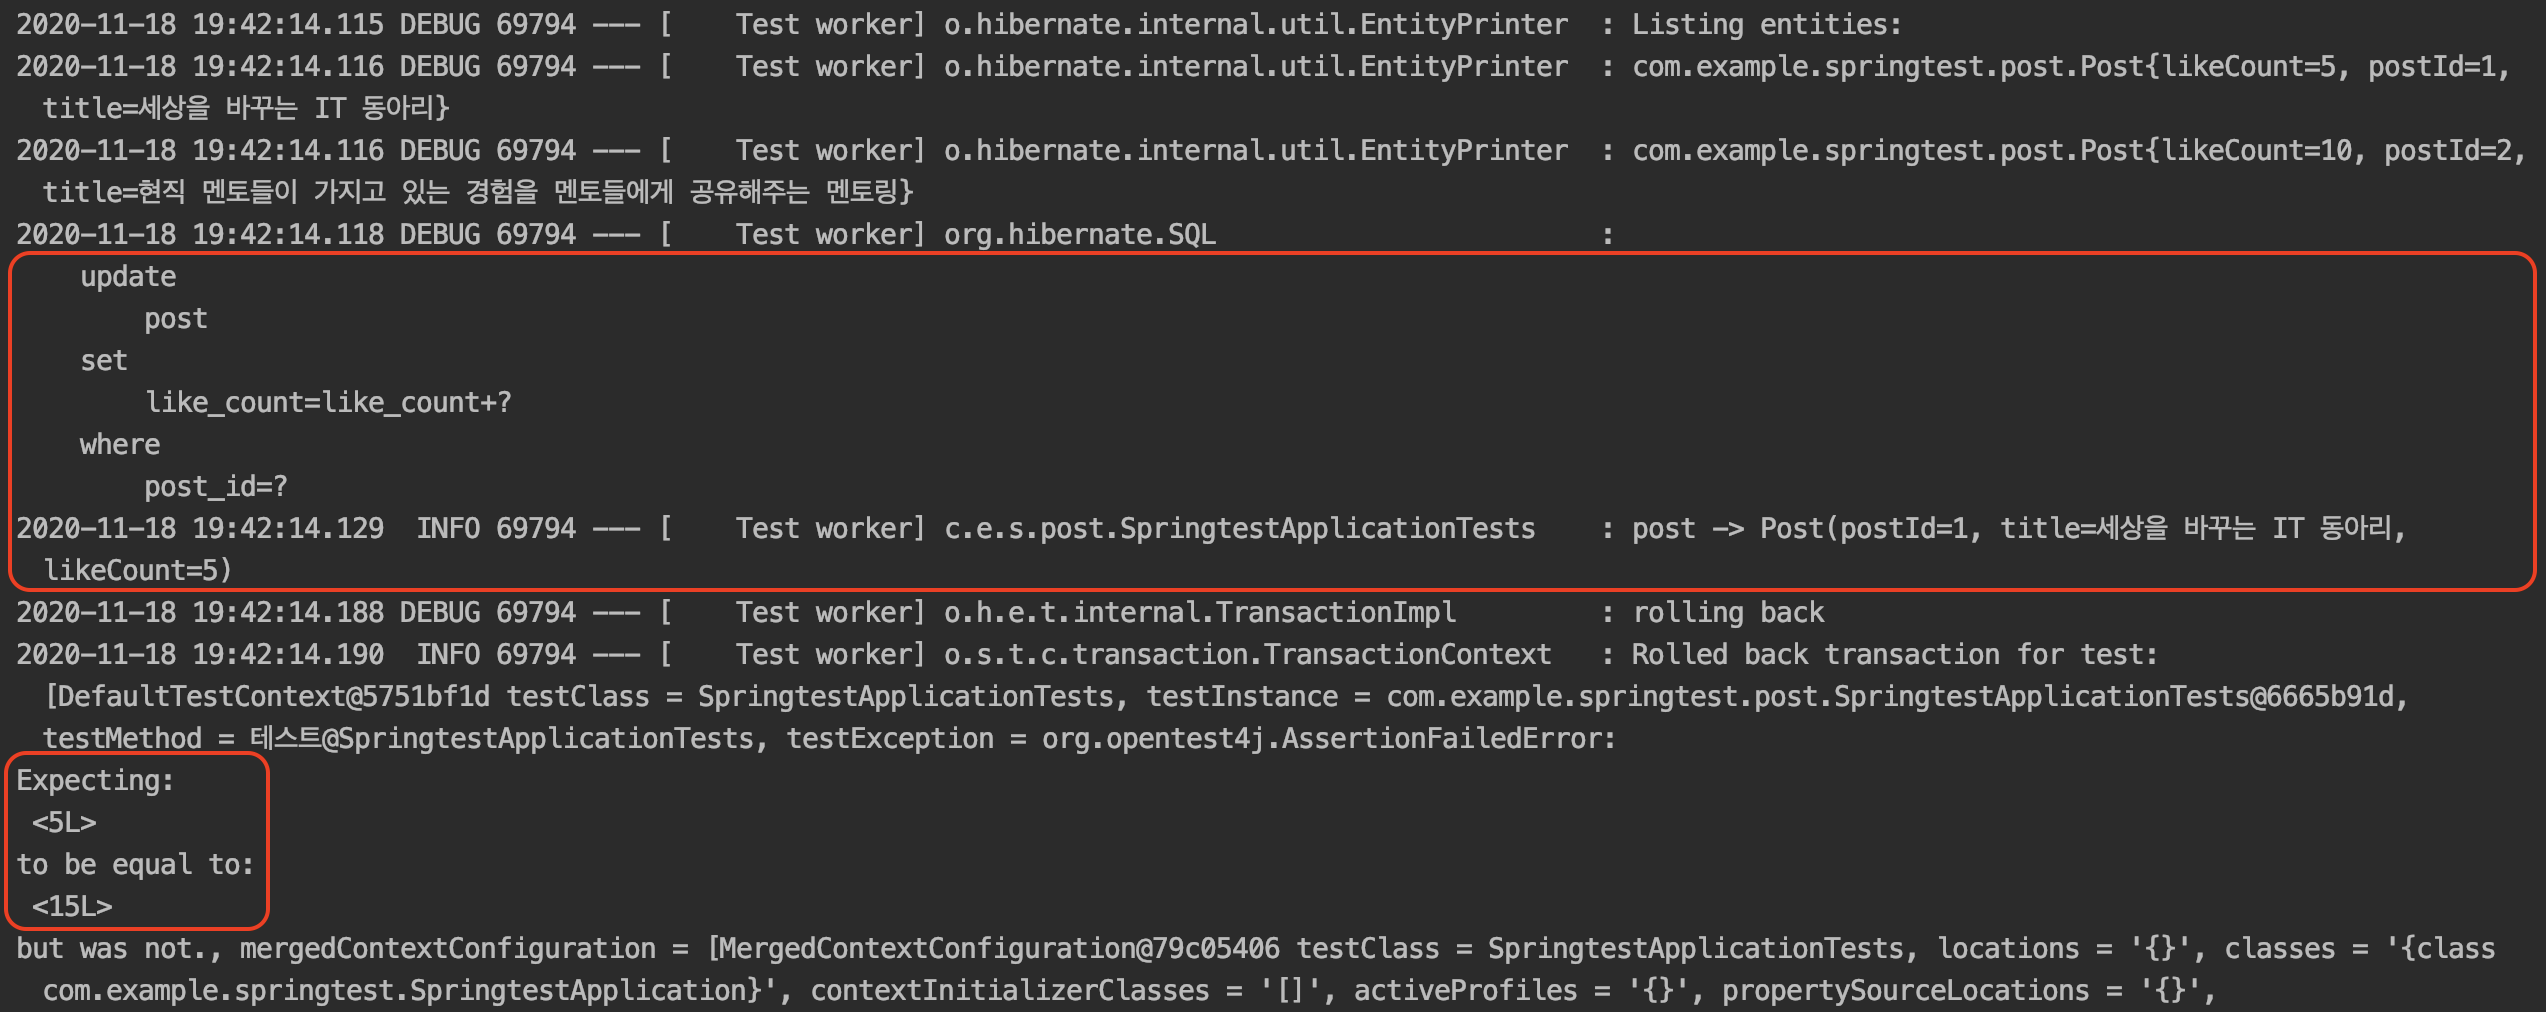 2020-11-18 19:42:14.115 DEBUG 69794 --- [    Test worker] o.hibernate.internal.util.EntityPrinter  : Listing entities:
2020-11-18 19:42:14.116 DEBUG 69794 --- [    Test worker] o.hibernate.internal.util.EntityPrinter  : com.example.springtest.post.Post{likeCount=5, postId=1,
title=세상을 바꾸는 IT 동아리}
2020-11-18 19:42:14.116 DEBUG 69794 --- [    Test worker] o.hibernate.internal.util.EntityPrinter  : com.example.springtest.post.Post{likeCount=10, postId=2,
title=현직 멘토들이 가지고 있는 경험을 멘토들에게 공유해주는 멘토링}
2020-11-18 19:42:14.118 DEBUG 69794 --- [    Test worker] org.hibernate.SQL                        :
update
post
set
like_count=like_count+?
where
post_id=?
2020-11-18 19:42:14.129  INFO 69794 --- [    Test worker] c.e.s.post.SpringtestApplicationTests    : post -> Post(postId=1, title=세상을 바꾸는 IT 동아리,
likeCount=5)
2020-11-18 19:42:14.188 DEBUG 69794 --- [    Test worker] o.h.e.t.internal.TransactionImpl         : rolling back
2020-11-18 19:42:14.190  INFO 69794 --- [    Test worker] o.s.t.c.transaction.TransactionContext   : Rolled back transaction for test:
[DefaultTestContext@5751bf1d testClass = SpringtestApplicationTests, testInstance = com.example.springtest.post.SpringtestApplicationTests@6665b91d,
testMethod = 테스트@SpringtestApplicationTests, testException = org.opentest4j.AssertionFailedError:
Expecting:
<5L>
to be equal to:
<15L>
but was not., mergedContextConfiguration = [MergedContextConfiguration@79c05406 testClass = SpringtestApplicationTests, locations = '{}', classes = '{class
com.example.springtest.SpringtestApplication}', contextInitializerClasses = '[]', activeProfiles = '{}', propertySourceLocations = '{}',